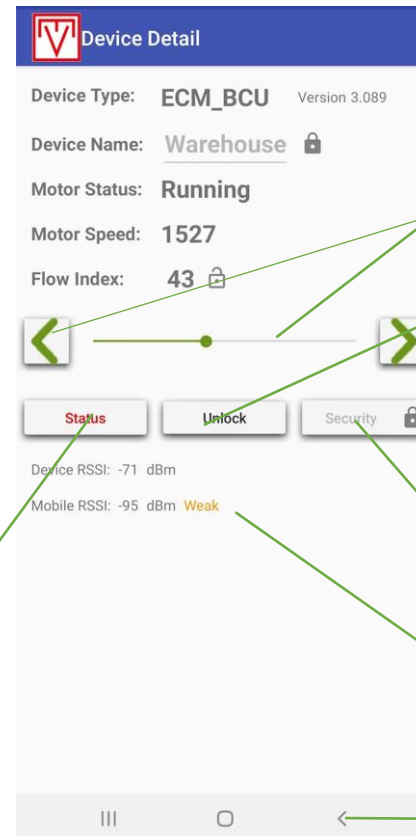 Device Detail
Device Type: ECM_BCU Version 3.089
Device Name: Warehouse
Motor Status: Running
Motor Speed: 1527
Flow Index: 43
Status Unlock Security
Device RSSI: -71 dBm
Mobile RSSI: -95 dBm Weak